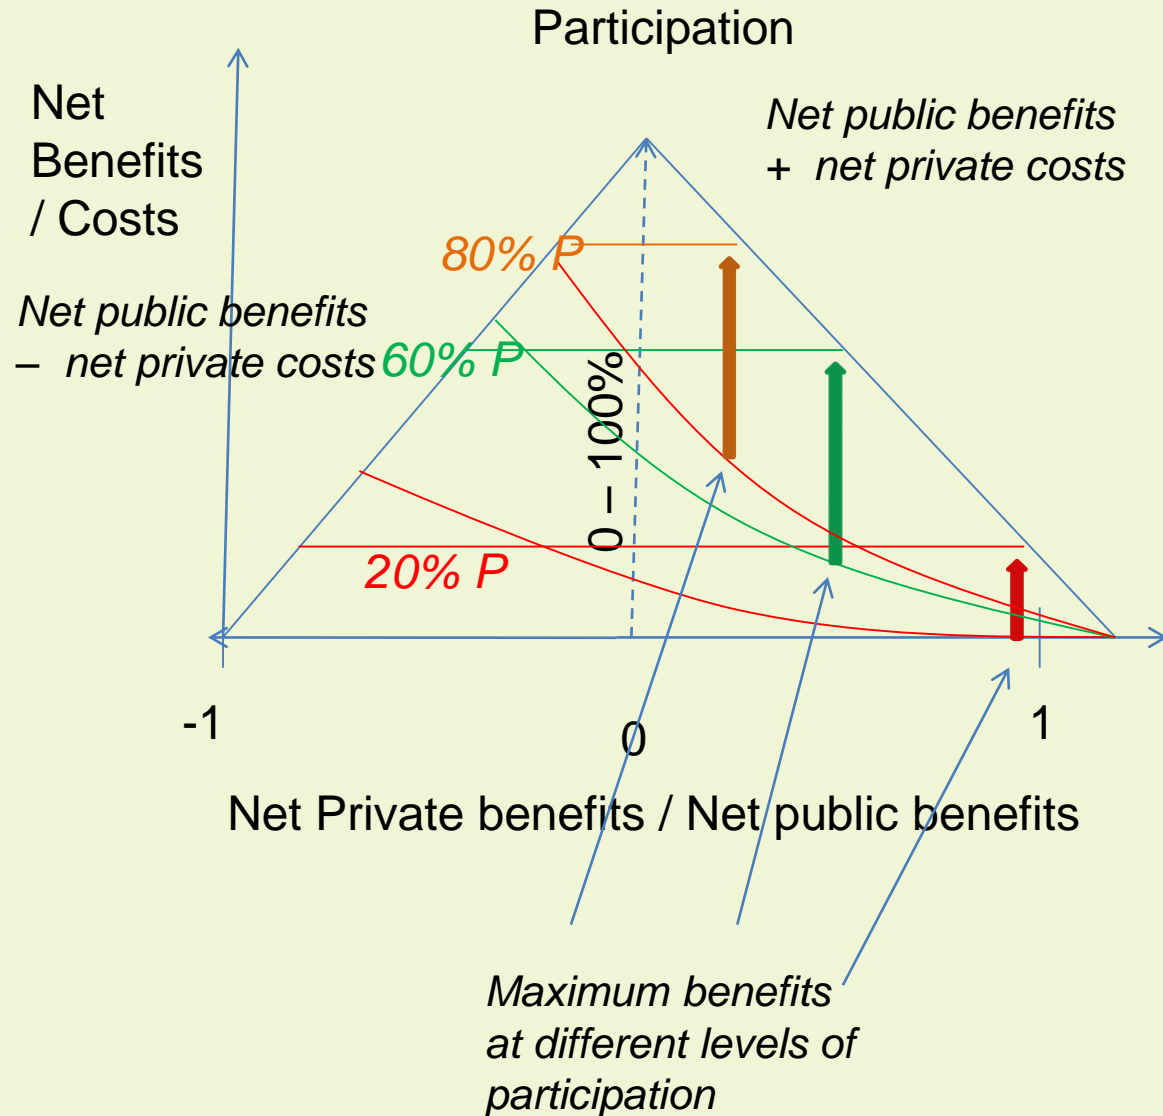 Participation
Net
Benefits
/ Costs
Net public benefits
+ net private costs
80% P
Net public benefits
– net private costs
60% P
0 – 100%
20% P
-1
0
1
Net Private benefits / Net public benefits
Maximum benefits
at different levels of
participation